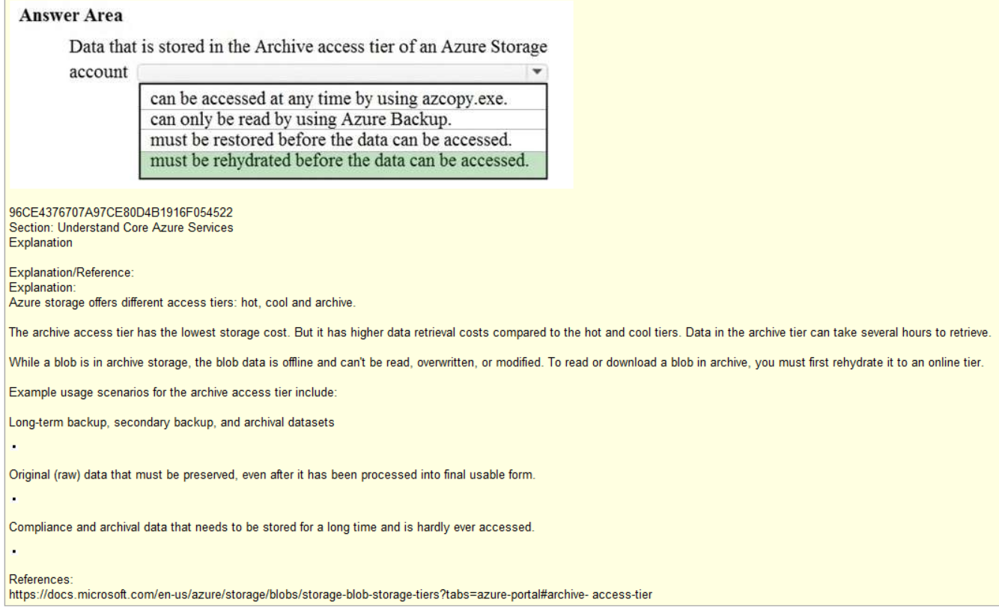 Answer Area
Data that is stored in the Archive access tier of an Azure Storage
account
can be accessed at any time by using azcopy.exe.
can only be read by using Azure Backup.
must be restored before the data can be accessed.
must be rehydrated before the data can be accessed.
96CE4376707A97CE80D4B1916F054522
Section: Understand Core Azure Services
Explanation
Explanation/Reference:
Explanation:
Azure storage offers different access tiers: hot, cool and archive.
The archive access tier has the lowest storage cost. But it has higher data retrieval costs compared to the hot and cool tiers. Data in the archive tier can take several hours to retrieve.
While a blob is in archive storage, the blob data is offline and can't be read, overwritten, or modified. To read or download a blob in archive, you must first rehydrate it to an online tier.
Example usage scenarios for the archive access tier include:
Long-term backup, secondary backup, and archival datasets
▪
Original (raw) data that must be preserved, even after it has been processed into final usable form.
▪
Compliance and archival data that needs to be stored for a long time and is hardly ever accessed.
▪
References:
https://docs.microsoft.com/en-us/azure/storage/blobs/storage-blob-storage-tiers?tabs=azure-portal#archive- access-tier